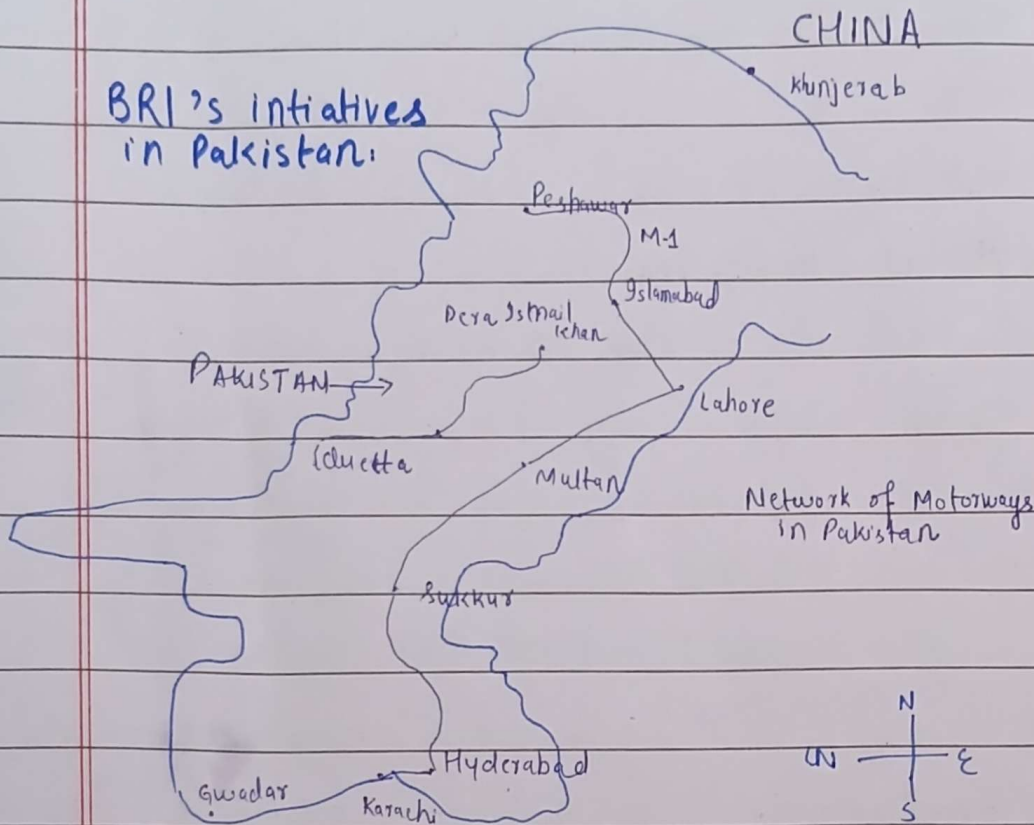 CHINA
Khunjerab
BRI's intiatives
in Pakistan:
Peshawar
M-1
Islamabad
Dera Ismail
Khan
PAKISTAN
Lahore
Quetta
Multan
Network of Motorways
in Pakistan
Sukkur
N
W
E
S
Hyderabad
Gwadar
Karachi